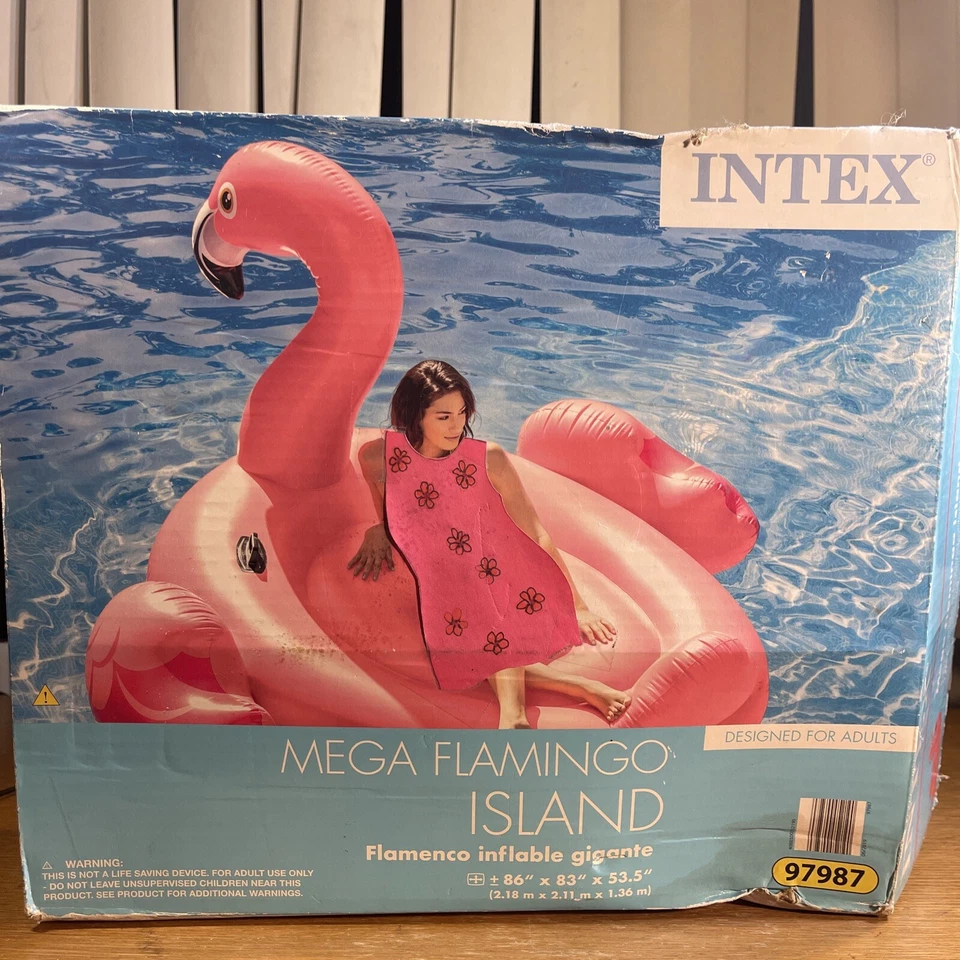 INTEX®
MEGA FLAMINGO
ISLAND
DESIGNED FOR ADULTS
Flamenco inflable gigante
± 86" x 83" x 53.5"
(2.18 m x 2.11 m x 1.36 m)
⚠ WARNING:
THIS IS NOT A LIFE SAVING DEVICE. FOR ADULT USE ONLY
- DO NOT LEAVE UNSUPERVISED CHILDREN NEAR THIS
PRODUCT. SEE PRODUCT FOR ADDITIONAL WARNINGS.
97987